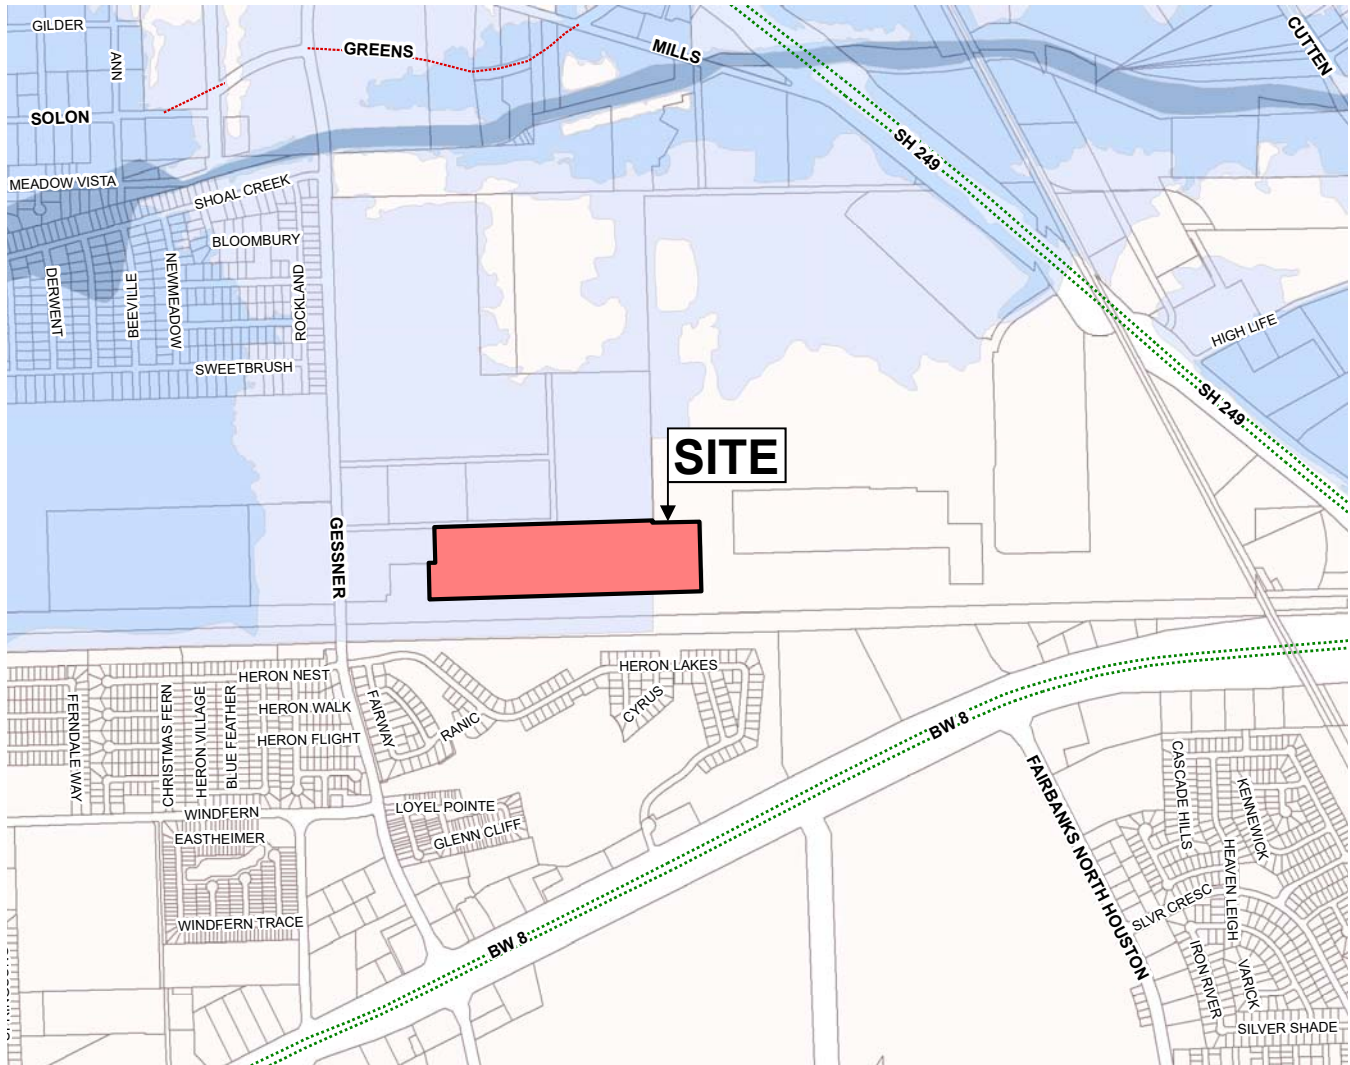 GILDER
ANN
GREENS
MILLS
CUTTEN
SOLON
SH 249
MEADOW VISTA
SHOAL CREEK
BLOOMBURY
DERWENT
BEEVILLE
NEWMEADOW
ROCKLAND
HIGH LIFE
SWEETBRUSH
SH 249
SITE
GESSNER
HERON NEST
HERON LAKES
FERNDALE WAY
CHRISTMAS FERN
HERON VILLAGE
BLUE FEATHER
HERON WALK
FAIRWAY
RANIC
CYRUS
HERON FLIGHT
BW 8
FAIRBANKS NORTH HOUSTON
CASCADE HILLS
KENNEWICK
WINDFERN
LOYEL POINTE
EASTHEIMER
GLENN CLIFF
HEAVEN LEIGH
SLVR CRESC
WINDFERN TRACE
BW 8
IRON RIVER
VARICK
SILVER SHADE